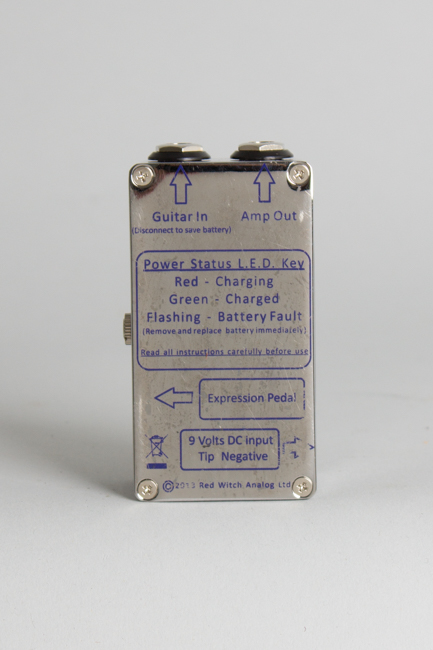 Guitar In Amp Out
(Disconnect to save battery)
Power Status L.E.D. Key
Red - Charging
Green - Charged
Flashing - Battery Fault
(Remove and replace battery immediately)
Read all instructions carefully before use
Expression Pedal
9 Volts DC input
Tip Negative
© 2013 Red Witch Analog Ltd